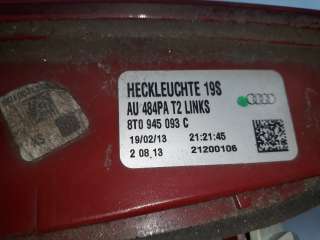 HECKLEUCHTE 19S
AU 484PA T2 LINKS
8T0 945 093 C
19/02/13 21:21:45
2 08.13 21200106